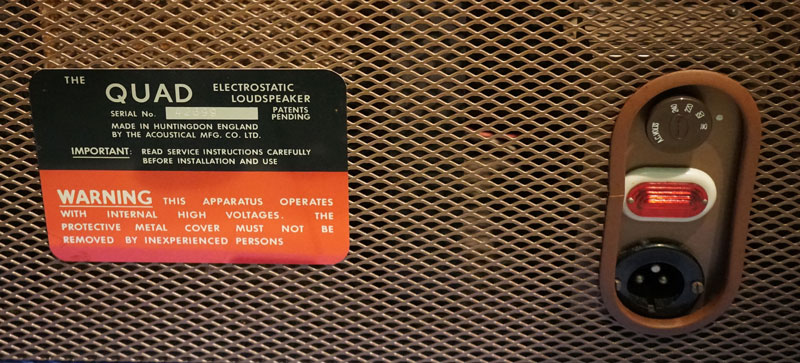 THE
QUAD ELECTROSTATIC LOUDSPEAKER
SERIAL No. PATENTS PENDING
MADE IN HUNTINGDON ENGLAND
BY THE ACOUSTICAL MFG. CO. LTD.
IMPORTANT: READ SERVICE INSTRUCTIONS CAREFULLY
BEFORE INSTALLATION AND USE
WARNING THIS APPARATUS OPERATES
WITH INTERNAL HIGH VOLTAGES. THE
PROTECTIVE METAL COVER MUST NOT BE
REMOVED BY INEXPERIENCED PERSONS